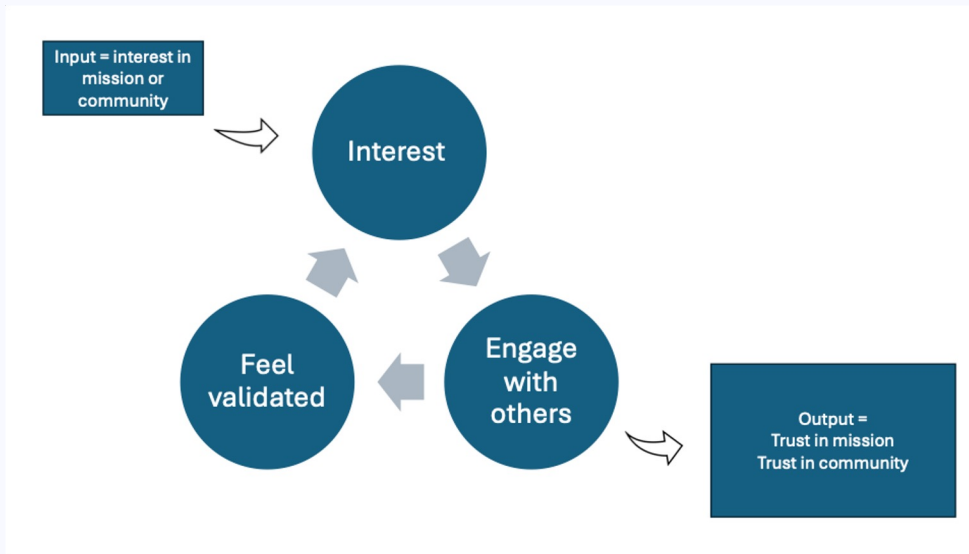 Input = interest in
mission or
community
Interest
Engage
with
others
Feel
validated
Output =
Trust in mission
Trust in community